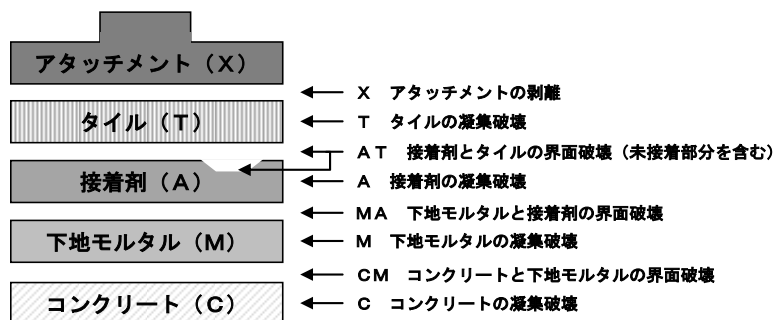 アタッチメント（Ｘ）
Ｘ　アタッチメントの剥離
タイル（Ｔ）
Ｔ　タイルの凝集破壊
ＡＴ　接着剤とタイルの界面破壊（未接着部分を含む）
接着剤（Ａ）
Ａ　接着剤の凝集破壊
ＭＡ　下地モルタルと接着剤の界面破壊
下地モルタル（Ｍ）
Ｍ　下地モルタルの凝集破壊
ＣＭ　コンクリートと下地モルタルの界面破壊
コンクリート（Ｃ）
Ｃ　コンクリートの凝集破壊